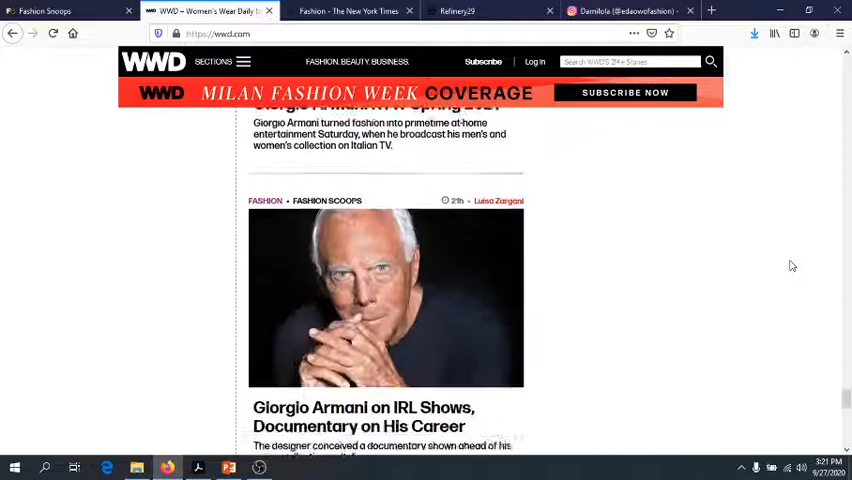 Fashion Snoops
WWD – Women's Wear Daily br
Fashion - The New York Times
Refinery29
Damilola (@edaowofashion) •
https://wwd.com
WWD
SECTIONS
FASHION. BEAUTY. BUSINESS.
Subscribe
Log In
Search WWD'S 2M+ Stories
WWD MILAN FASHION WEEK COVERAGE
SUBSCRIBE NOW
Giorgio Armani RTW Spring 2021
Giorgio Armani turned fashion into primetime at-home
entertainment Saturday, when he broadcast his men's and
women's collection on Italian TV.
FASHION • FASHION SCOOPS
21h • Luisa Zargani
Giorgio Armani on IRL Shows,
Documentary on His Career
The designer conceived a documentary shown ahead of his
3:21 PM
9/27/2020